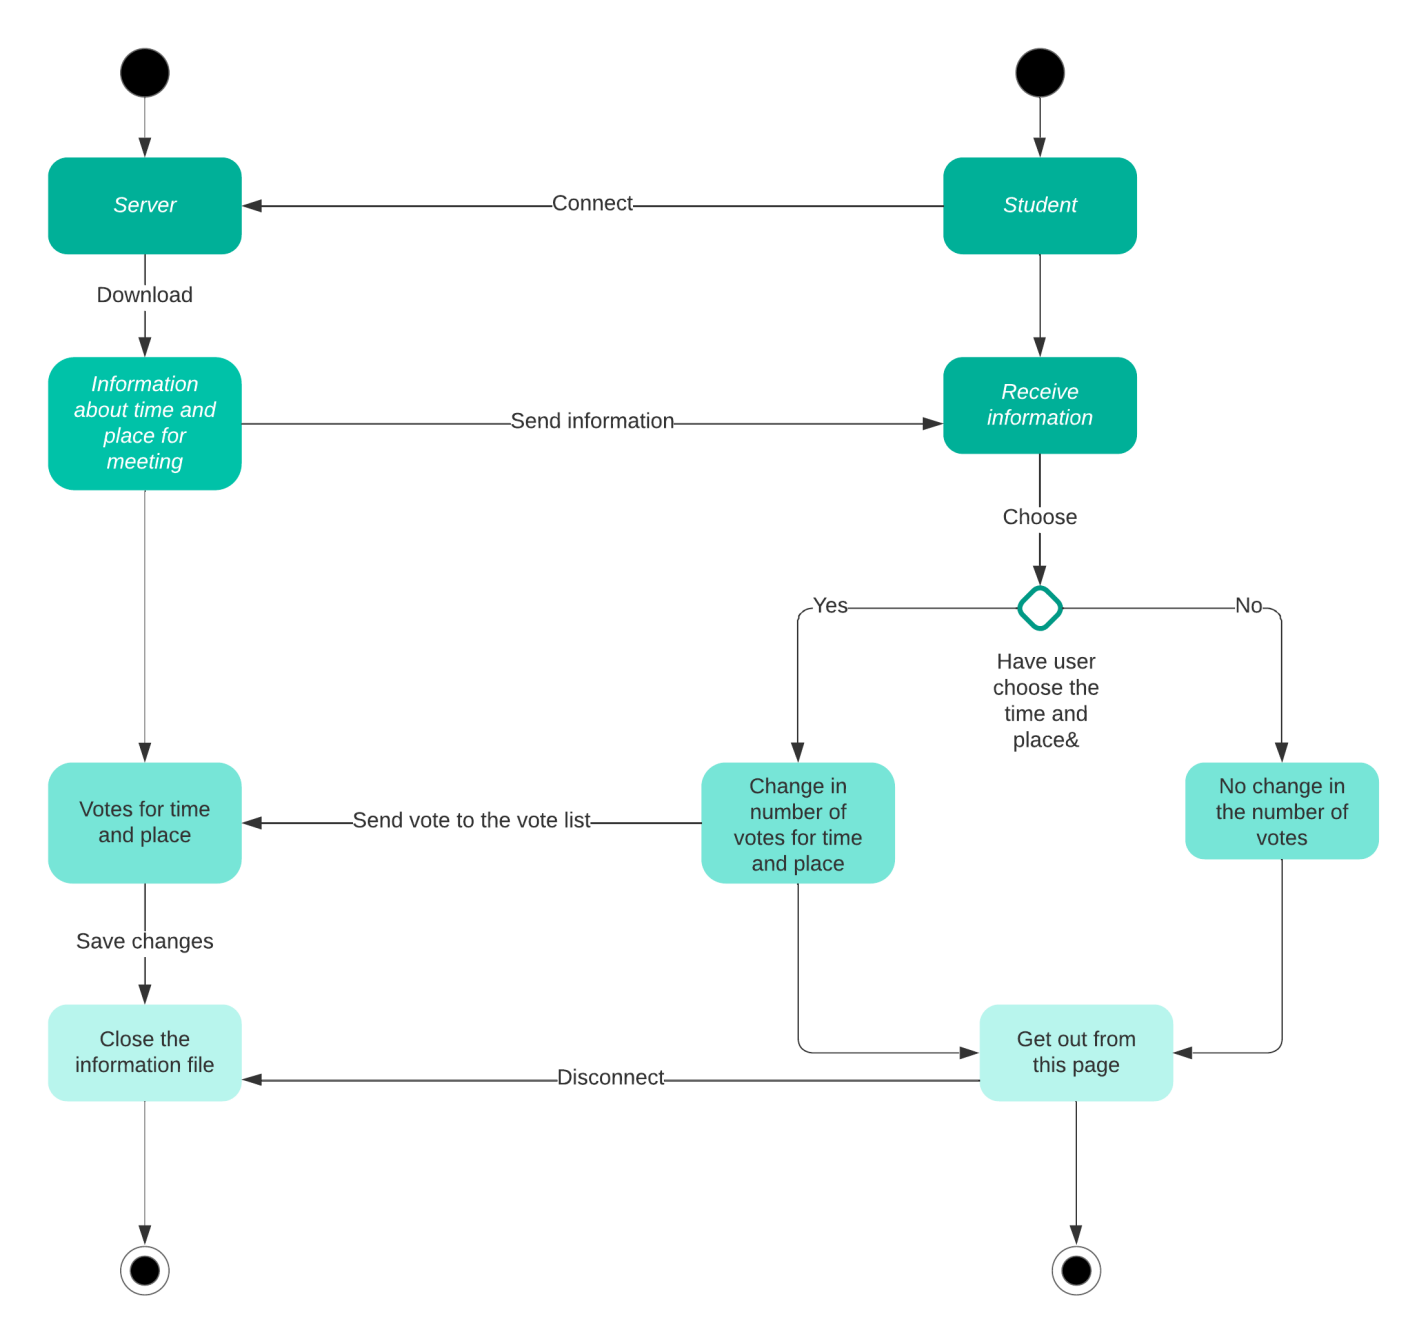 Server
Connect
Student
Download
Information
about time and
place for
meeting
Send information
Receive
information
Choose
Yes
No
Have user
choose the
time and
place&
Votes for time
and place
Send vote to the vote list
Change in
number of
votes for time
and place
No change in
the number of
votes
Save changes
Close the
information file
Disconnect
Get out from
this page